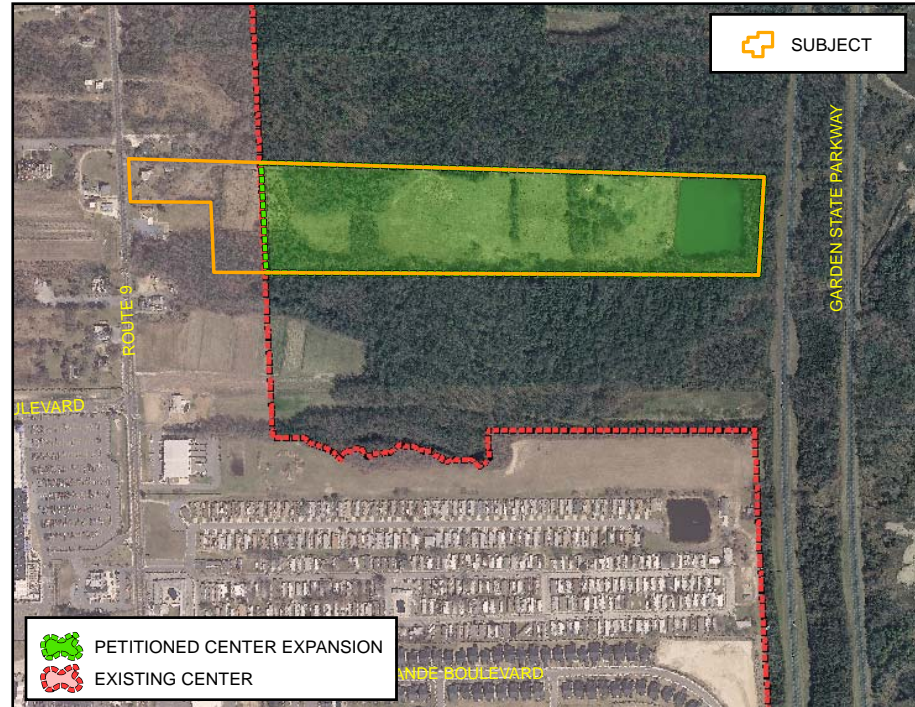 SUBJECT
GARDEN STATE PARKWAY
ROUTE 9
ULEVARD
PETITIONED CENTER EXPANSION
EXISTING CENTER
ANDE BOULEVARD